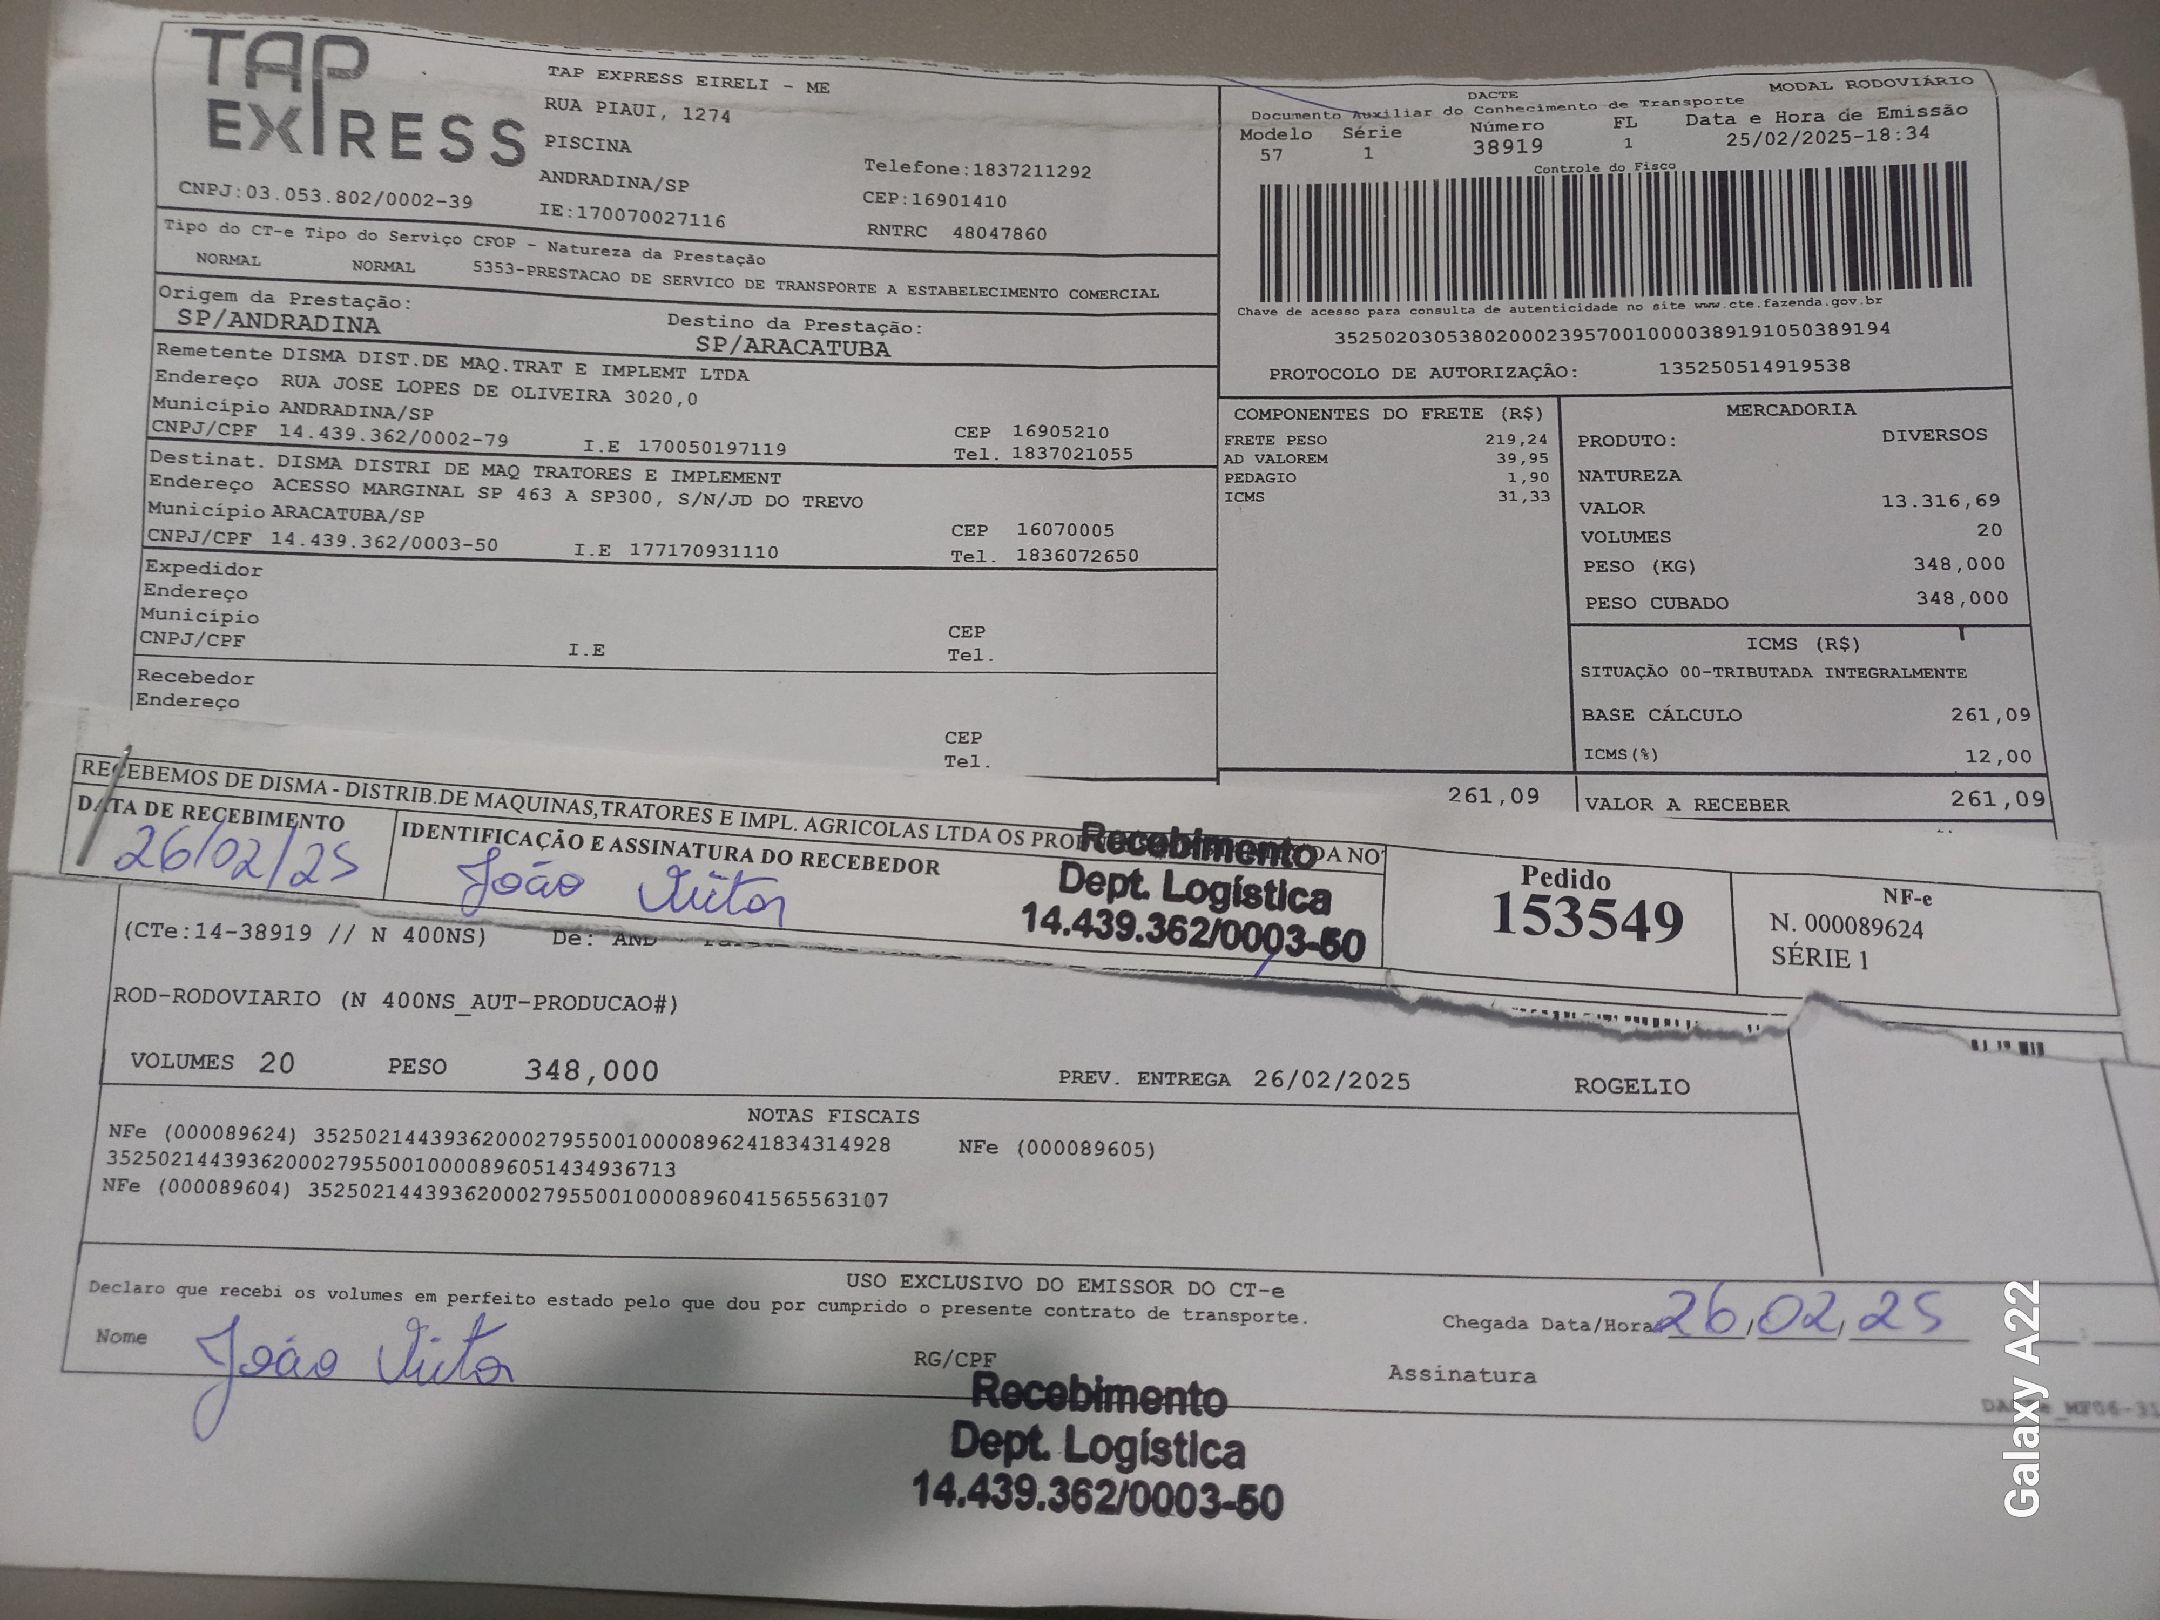 TAP EXPRESS
TAP EXPRESS EIRELI - ME
RUA PIAUI, 1274
PISCINA
ANDRADINA/SP
Telefone:1837211292
CEP:16901410
CNPJ:03.053.802/0002-39
IE:170070027116
RNTRC 48047860
Tipo do CT-e Tipo do Serviço CFOP - Natureza da Prestação
NORMAL NORMAL 5353-PRESTACAO DE SERVICO DE TRANSPORTE A ESTABELECIMENTO COMERCIAL
Origem da Prestação:
SP/ANDRADINA
Destino da Prestação:
SP/ARACATUBA
Remetente DISMA DIST.DE MAQ.TRAT E IMPLEMT LTDA
Endereço RUA JOSE LOPES DE OLIVEIRA 3020,0
Município ANDRADINA/SP
CEP 16905210
CNPJ/CPF 14.439.362/0002-79 I.E 170050197119 Tel. 1837021055
Destinat. DISMA DISTRI DE MAQ TRATORES E IMPLEMENT
Endereço ACESSO MARGINAL SP 463 A SP300, S/N/JD DO TREVO
Município ARACATUBA/SP
CEP 16070005
CNPJ/CPF 14.439.362/0003-50 I.E 177170931110 Tel. 1836072650
Expedidor
Endereço
Município
CEP
CNPJ/CPF I.E Tel.
Recebedor
Endereço
CEP
Tel.
MODAL RODOVIÁRIO
DACTE
Documento Auxiliar do Conhecimento de Transporte
Modelo Série Número FL Data e Hora de Emissão
57 1 38919 1 25/02/2025-18:34
Controle do Fisco
Chave de acesso para consulta de autenticidade no site www.cte.fazenda.gov.br
35250203053802000239570010000389191050389194
PROTOCOLO DE AUTORIZAÇÃO: 135250514919538
COMPONENTES DO FRETE (R$)
FRETE PESO 219,24
AD VALOREM 39,95
PEDAGIO 1,90
ICMS 31,33
261,09
MERCADORIA
PRODUTO: DIVERSOS
NATUREZA
VALOR 13.316,69
VOLUMES 20
PESO (KG) 348,000
PESO CUBADO 348,000
ICMS (R$)
SITUAÇÃO 00-TRIBUTADA INTEGRALMENTE
BASE CÁLCULO 261,09
ICMS(%) 12,00
VALOR A RECEBER 261,09
RECEBEMOS DE DISMA - DISTRIB.DE MAQUINAS,TRATORES E IMPL. AGRICOLAS LTDA OS
DATA DE RECEBIMENTO
26/02/25
IDENTIFICAÇÃO E ASSINATURA DO RECEBEDOR
João Vitor
Recebimento
Dept. Logística
14.439.362/0003-50
Pedido
153549
NF-e
N. 000089624
SÉRIE 1
(CTe:14-38919 // N 400NS) De:
ROD-RODOVIARIO (N 400NS_AUT-PRODUCAO#)
VOLUMES 20 PESO 348,000 PREV. ENTREGA 26/02/2025 ROGELIO
NOTAS FISCAIS
NFe (000089624) 35250214439362000279550010000896241834314928 NFe (000089605)
35250214439362000279550010000896051434936713
NFe (000089604) 35250214439362000279550010000896041565563107
USO EXCLUSIVO DO EMISSOR DO CT-e
Declaro que recebi os volumes em perfeito estado pelo que dou por cumprido o presente contrato de transporte.
Chegada Data/Hora 26,02,25
Nome João Vitor RG/CPF Assinatura
Recebimento
Dept. Logística
14.439.362/0003-50
Galaxy A22